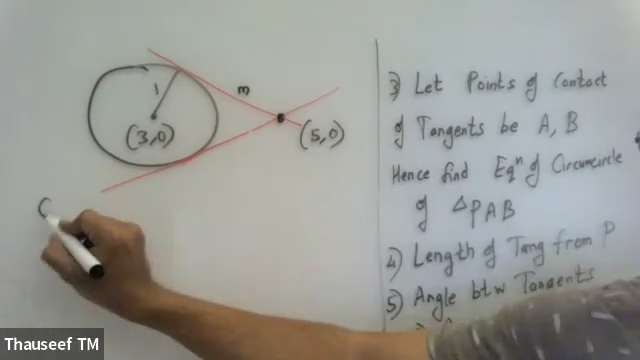 1
m
(3,0)
(5,0)
3) Let Points of Contact
of Tangents be A, B
Hence find Eqⁿ of Circumcircle
of ΔPAB
4) Length of Tang from P
5) Angle btw Tangents
Thauseef TM